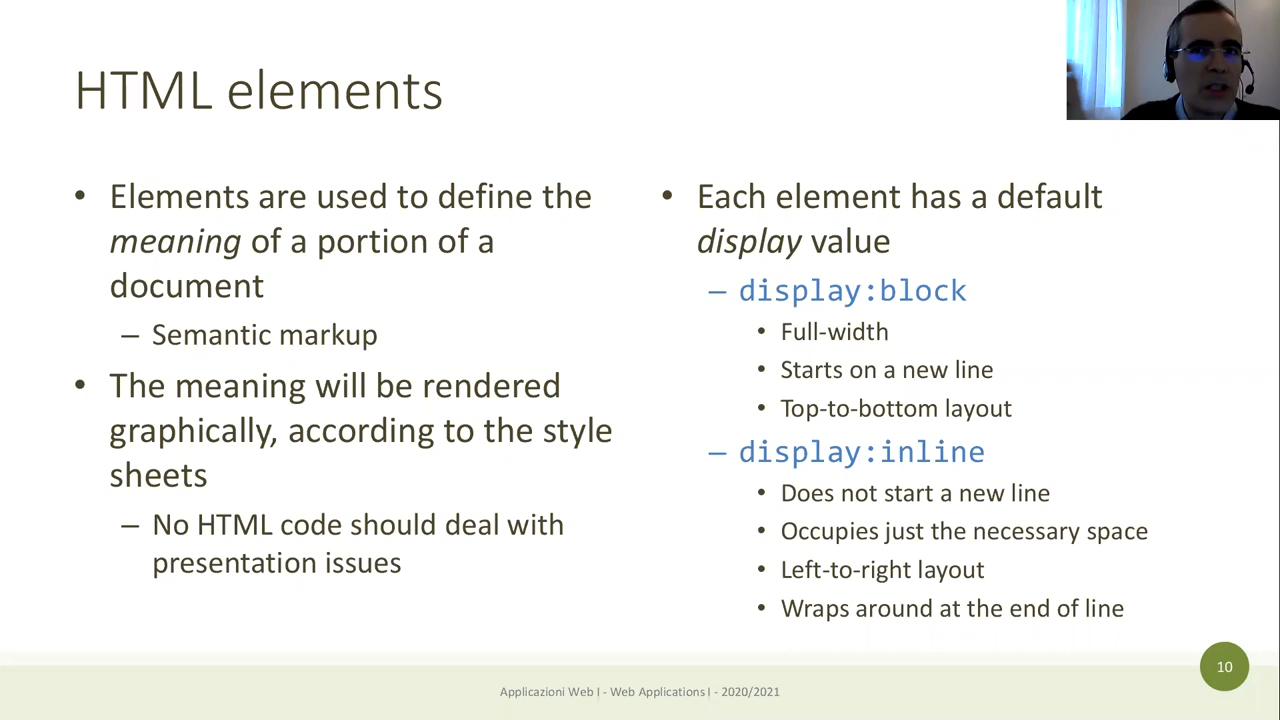 HTML elements
• Elements are used to define the
meaning of a portion of a
document
– Semantic markup
• The meaning will be rendered
graphically, according to the style
sheets
– No HTML code should deal with
presentation issues
• Each element has a default
display value
– display:block
• Full-width
• Starts on a new line
• Top-to-bottom layout
– display:inline
• Does not start a new line
• Occupies just the necessary space
• Left-to-right layout
• Wraps around at the end of line
Applicazioni Web I - Web Applications I - 2020/2021
10